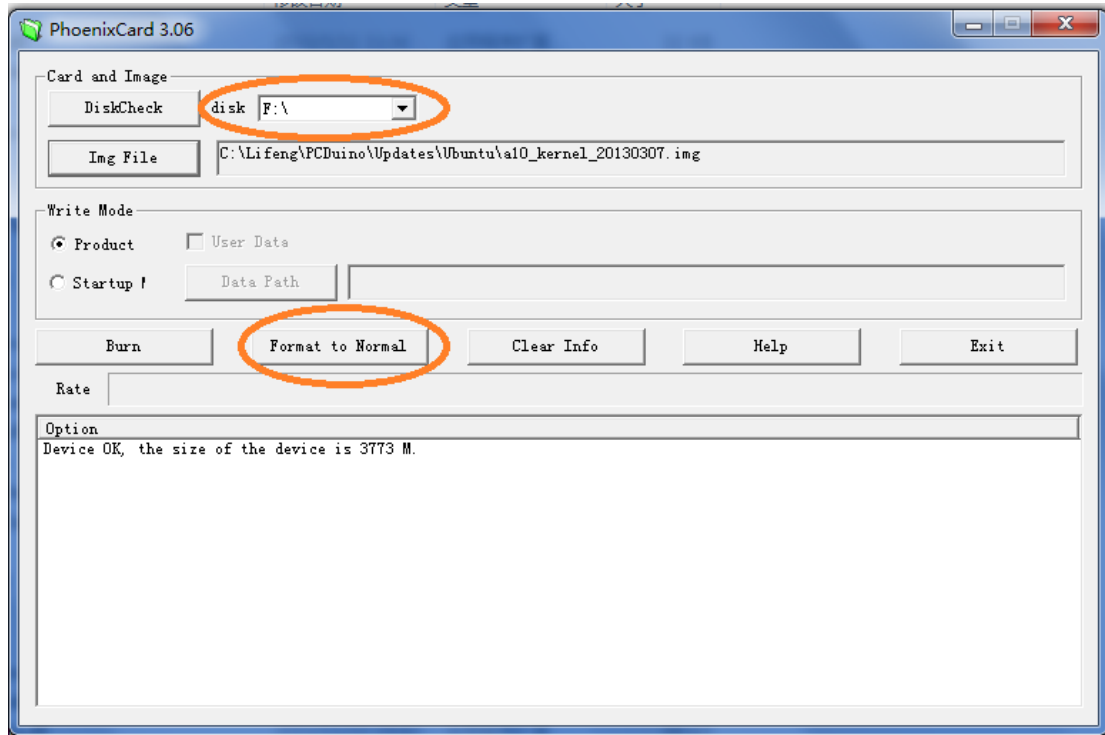 PhoenixCard 3.06
Card and Image
DiskCheck disk F:\
Img File C:\Lifeng\PCDuino\Updates\Ubuntu\a10_kernel_20130307.img
Write Mode
Product User Data
Startup Data Path
Burn Format to Normal Clear Info Help Exit
Rate
Option
Device OK, the size of the device is 3773 M.